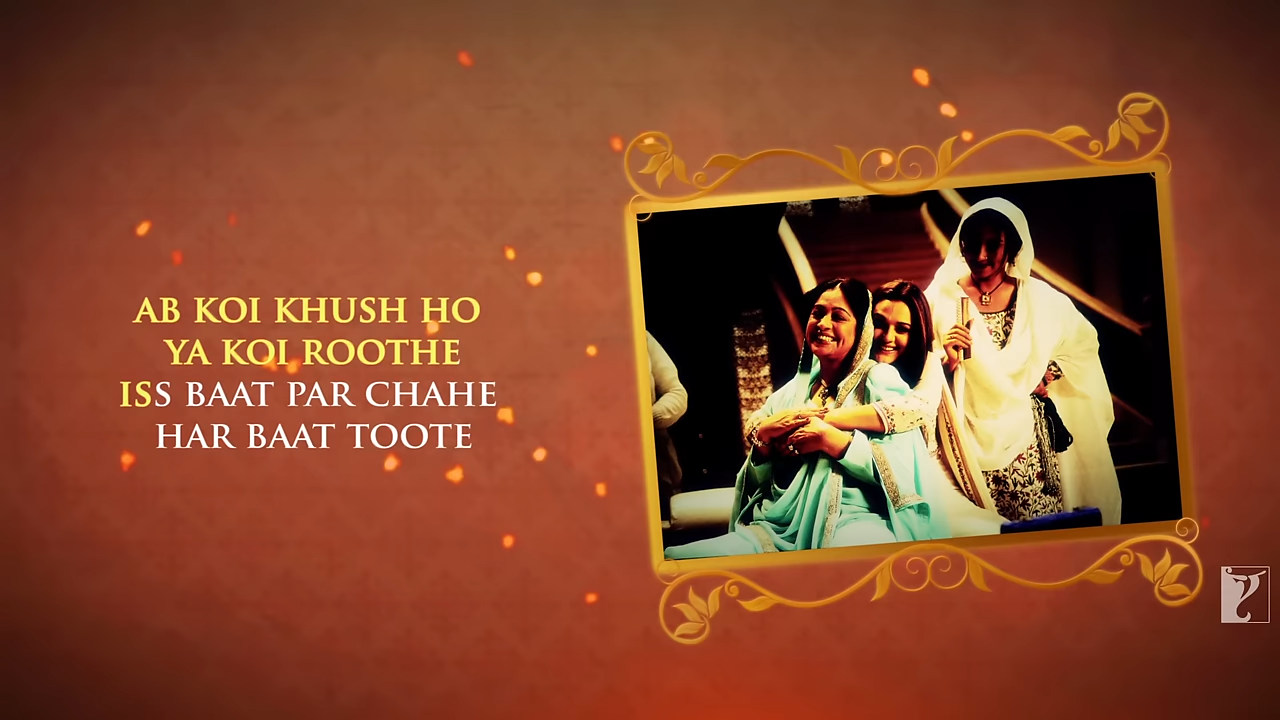 AB KOI KHUSH HO
YA KOI ROOTHE
ISS BAAT PAR CHAHE
HAR BAAT TOOTE